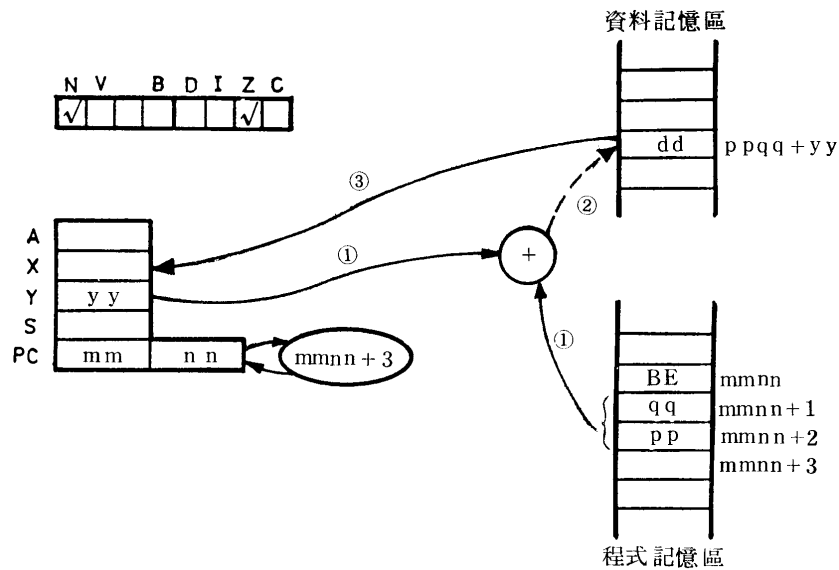 資料記憶區
N V B D I Z C
√ √
dd ppqq+yy
③
②
①
+
A
X
Y yy
S
PC mm nn
mmnn+3
①
BE mmnn
qq mmnn+1
pp mmnn+2
mmnn+3
程式記憶區